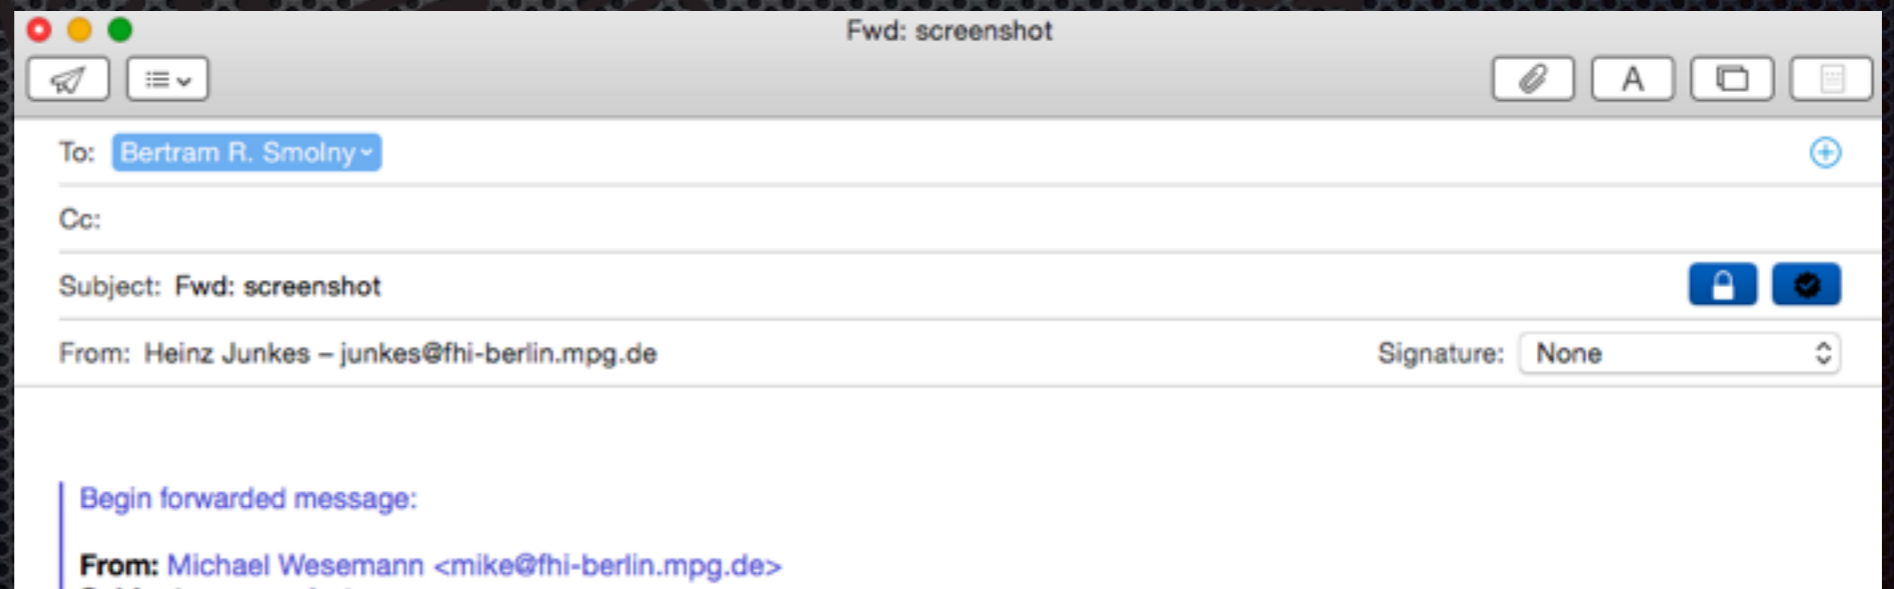 Fwd: screenshot
A
To: Bertram R. Smolny
Cc:
Subject: Fwd: screenshot
From: Heinz Junkes – junkes@fhi-berlin.mpg.de Signature: None
Begin forwarded message:
From: Michael Wesemann <mike@fhi-berlin.mpg.de>